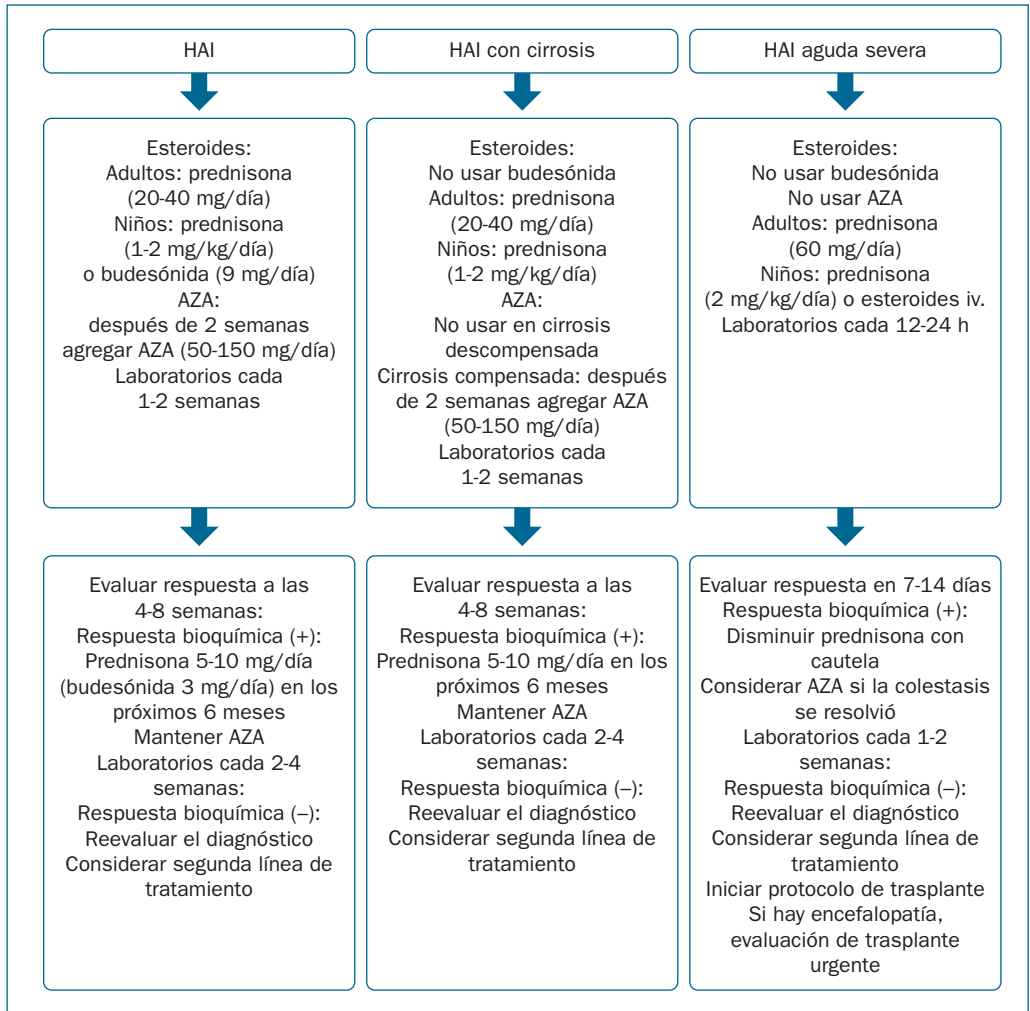 HAI
Esteroides:
Adultos: prednisona
(20-40 mg/día)
Niños: prednisona
(1-2 mg/kg/día)
o budesónida (9 mg/día)
AZA:
después de 2 semanas
agregar AZA (50-150 mg/día)
Laboratorios cada
1-2 semanas
Evaluar respuesta a las
4-8 semanas:
Respuesta bioquímica (+):
Prednisona 5-10 mg/día
(budesónida 3 mg/día) en los
próximos 6 meses
Mantener AZA
Laboratorios cada 2-4
semanas:
Respuesta bioquímica (–):
Reevaluar el diagnóstico
Considerar segunda línea de
tratamiento
HAI con cirrosis
Esteroides:
No usar budesónida
Adultos: prednisona
(20-40 mg/día)
Niños: prednisona
(1-2 mg/kg/día)
AZA:
No usar en cirrosis
descompensada
Cirrosis compensada: después
de 2 semanas agregar AZA
(50-150 mg/día)
Laboratorios cada
1-2 semanas
Evaluar respuesta a las
4-8 semanas:
Respuesta bioquímica (+):
Prednisona 5-10 mg/día en los
próximos 6 meses
Mantener AZA
Laboratorios cada 2-4
semanas:
Respuesta bioquímica (–):
Reevaluar el diagnóstico
Considerar segunda línea de
tratamiento
HAI aguda severa
Esteroides:
No usar budesónida
No usar AZA
Adultos: prednisona
(60 mg/día)
Niños: prednisona
(2 mg/kg/día) o esteroides iv.
Laboratorios cada 12-24 h
Evaluar respuesta en 7-14 días
Respuesta bioquímica (+):
Disminuir prednisona con
cautela
Considerar AZA si la colestasis
se resolvió
Laboratorios cada 1-2
semanas:
Respuesta bioquímica (–):
Reevaluar el diagnóstico
Considerar segunda línea de
tratamiento
Iniciar protocolo de trasplante
Si hay encefalopatía,
evaluación de trasplante
urgente